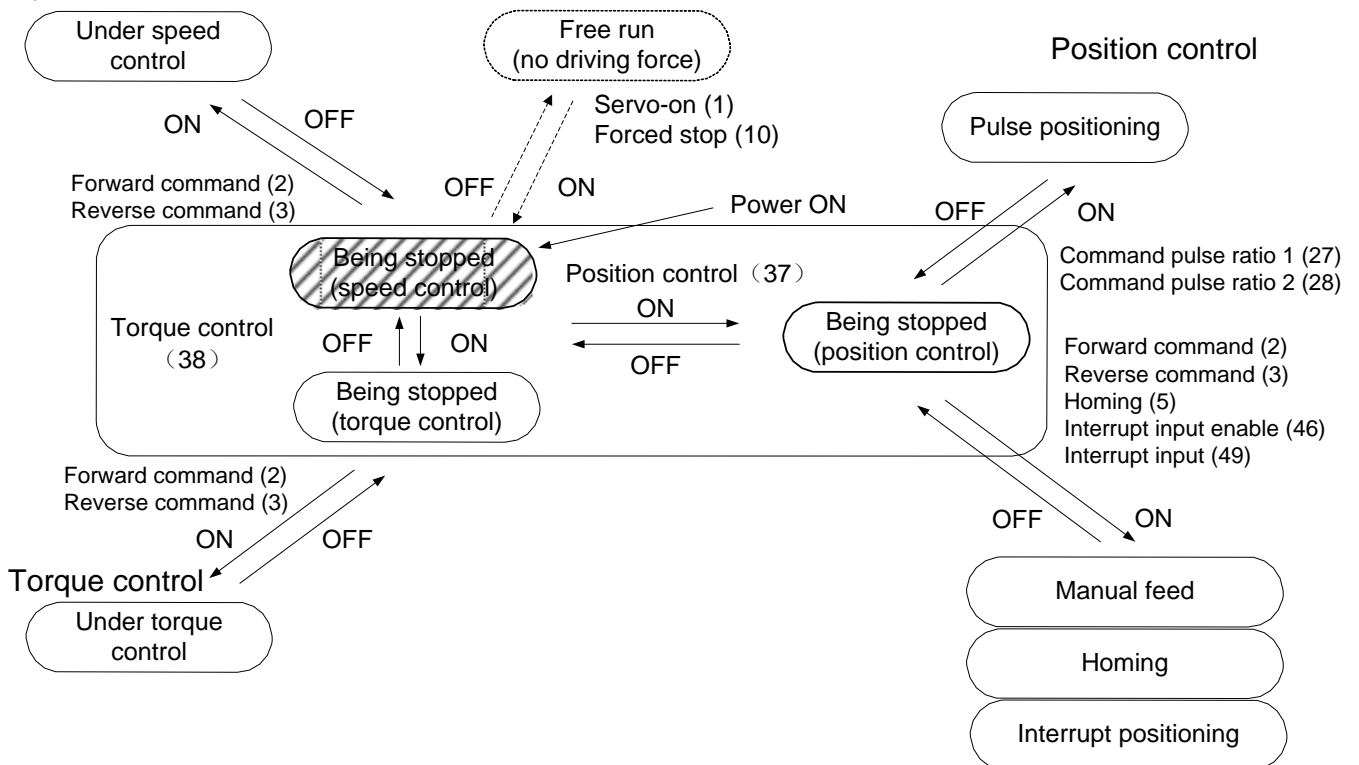 Under speed
control
Free run
(no driving force)
Position control
ON
OFF
Servo-on (1)
Forced stop (10)
Pulse positioning
Forward command (2)
Reverse command (3)
OFF
ON
Power ON
OFF
ON
Being stopped
(speed control)
Position control（37）
ON
OFF
Command pulse ratio 1 (27)
Command pulse ratio 2 (28)
Torque control
（38）
OFF
ON
Being stopped
(torque control)
Being stopped
(position control)
Forward command (2)
Reverse command (3)
Homing (5)
Interrupt input enable (46)
Interrupt input (49)
Forward command (2)
Reverse command (3)
ON
OFF
OFF
ON
Torque control
Under torque
control
Manual feed
Homing
Interrupt positioning